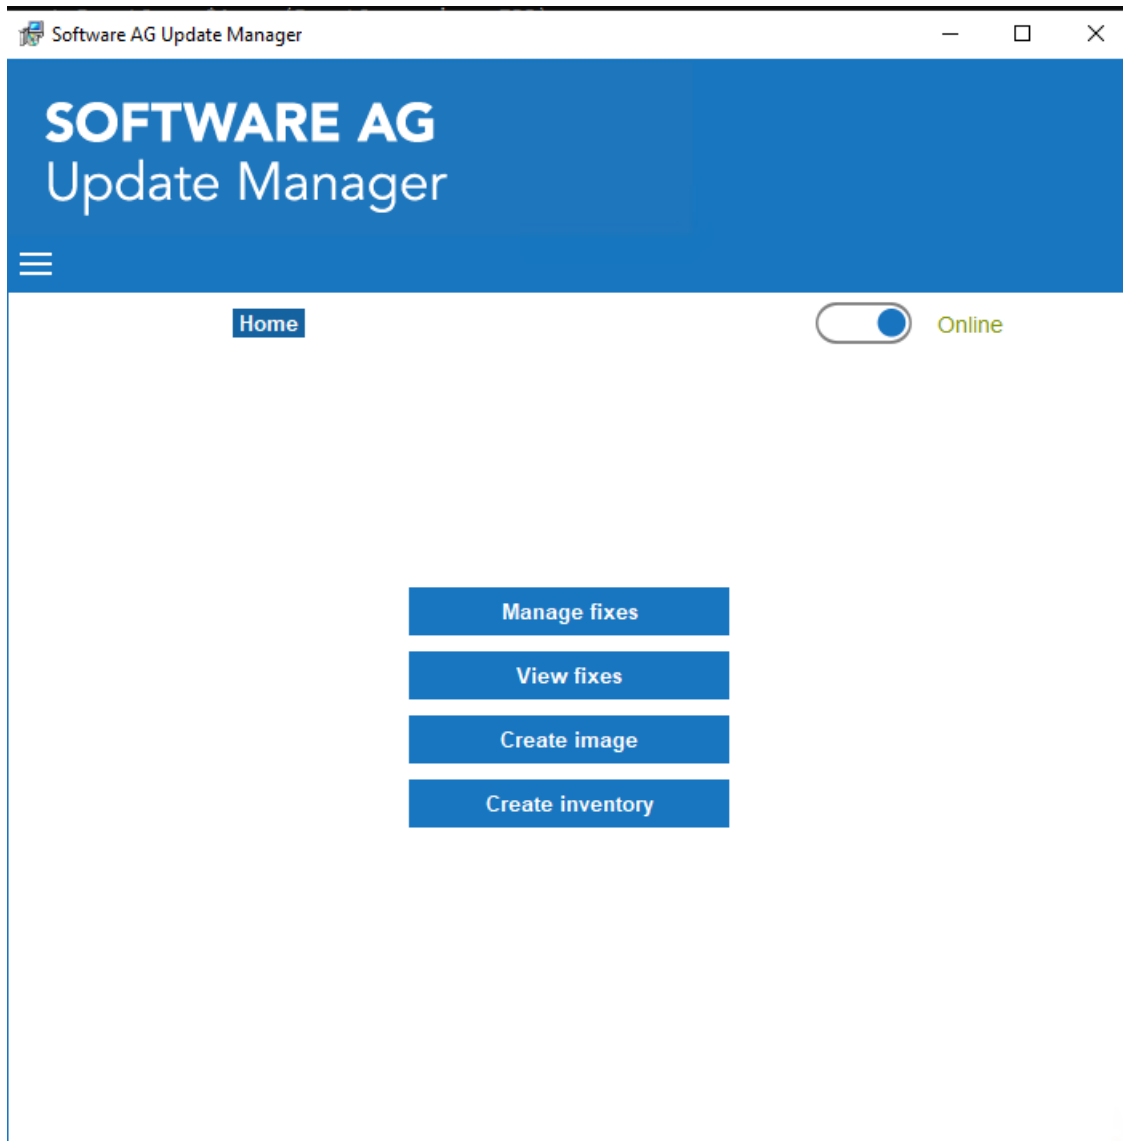 Software AG Update Manager
SOFTWARE AG
Update Manager
Home
Online
Manage fixes
View fixes
Create image
Create inventory